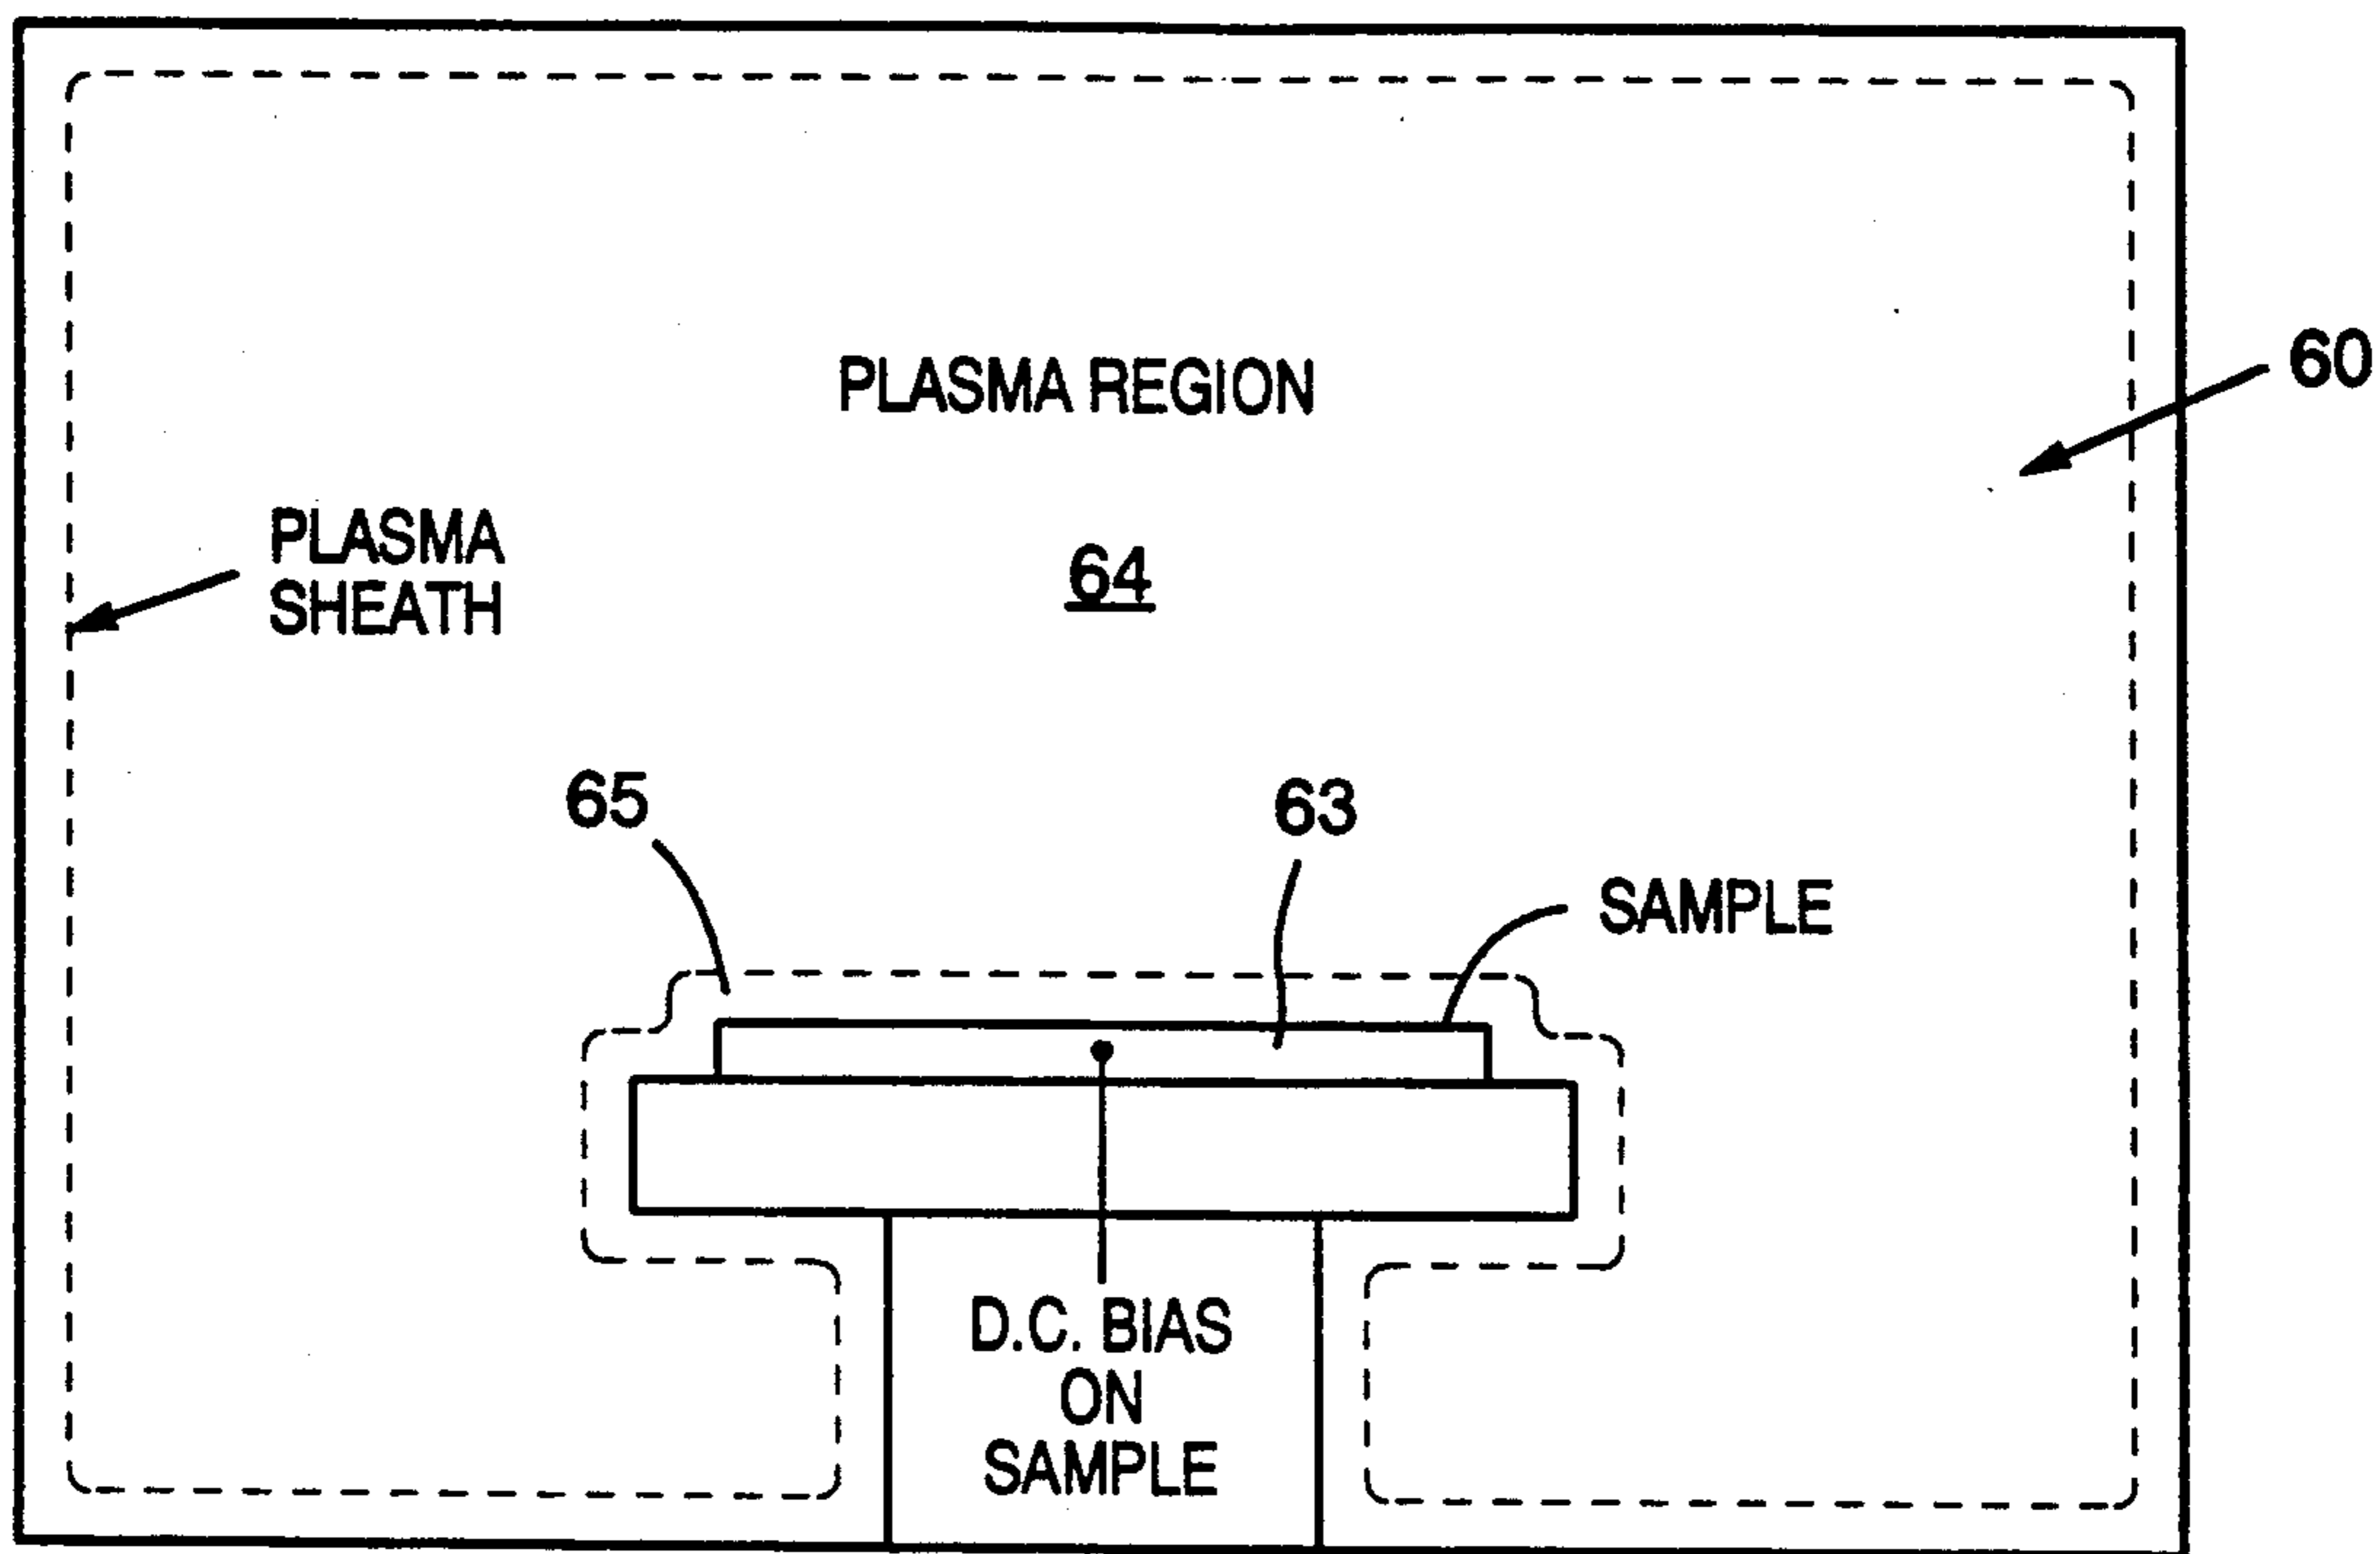 60
PLASMA REGION
PLASMA
SHEATH
64
65
63
SAMPLE
D.C. BIAS
ON
SAMPLE